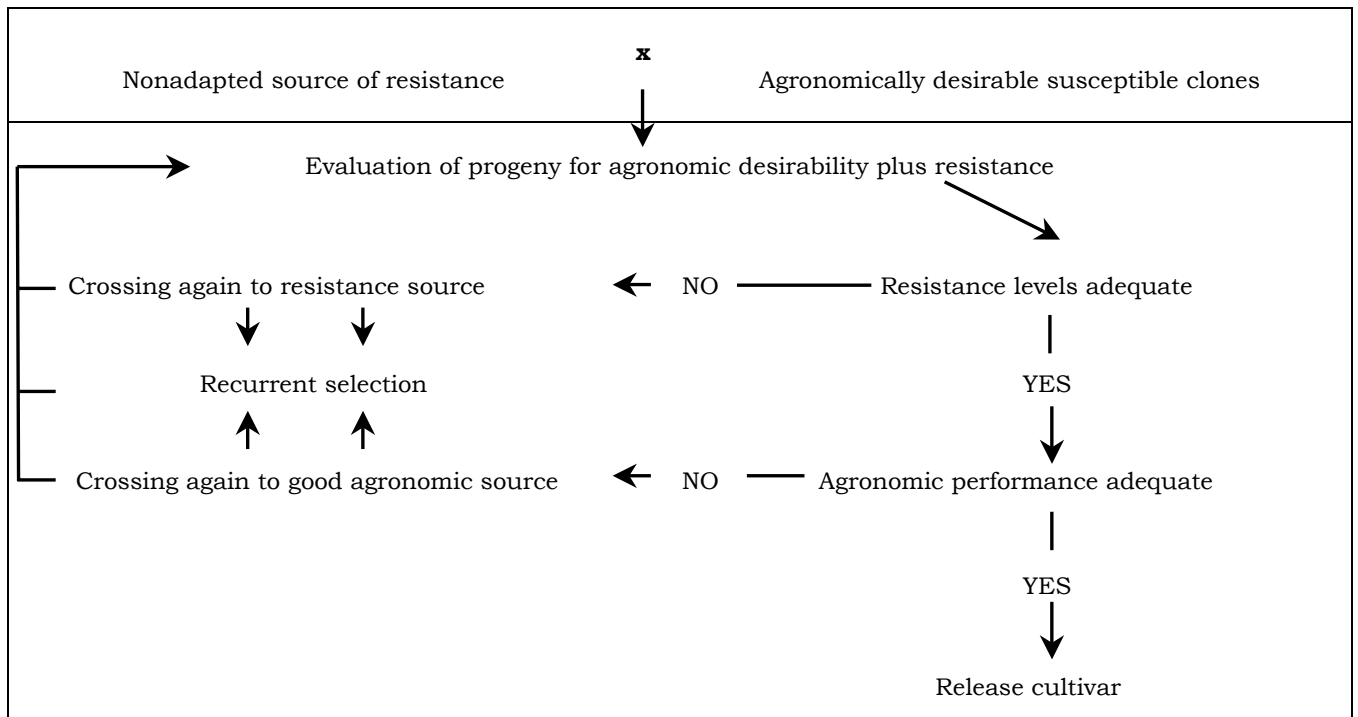 x
Nonadapted source of resistance Agronomically desirable susceptible clones
Evaluation of progeny for agronomic desirability plus resistance
Crossing again to resistance source NO Resistance levels adequate
Recurrent selection YES
Crossing again to good agronomic source NO Agronomic performance adequate
YES
Release cultivar